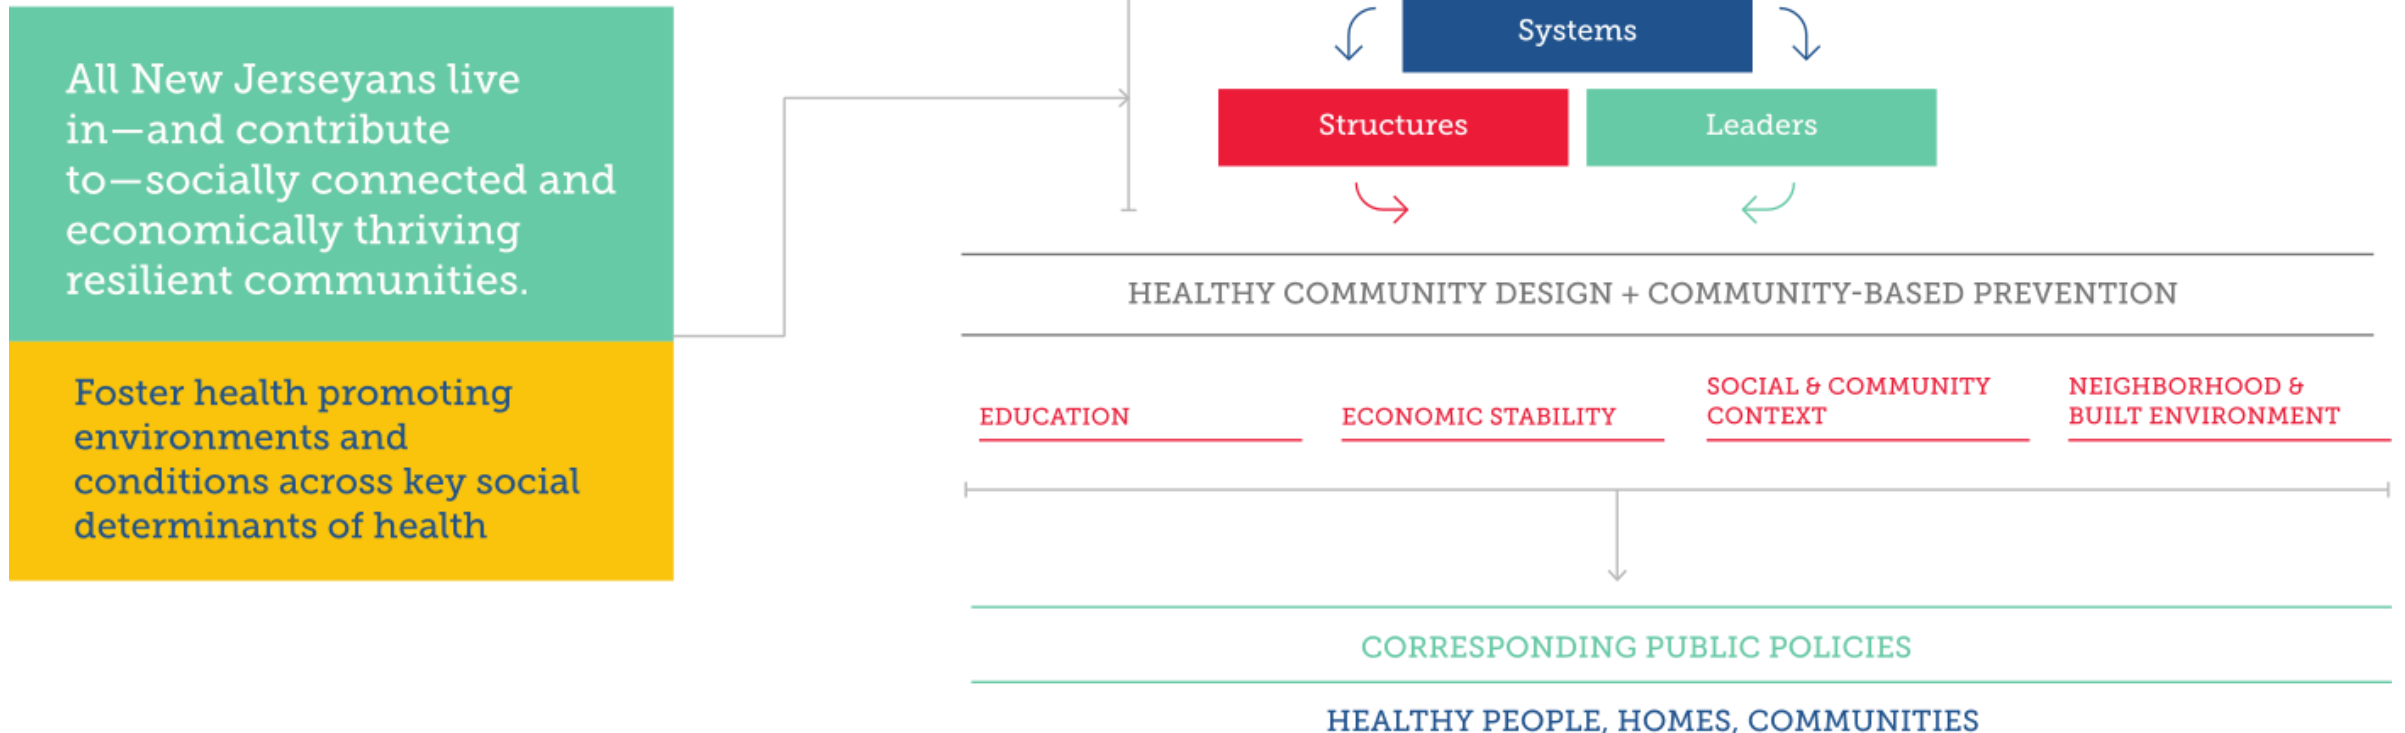 All New Jerseyans live
in—and contribute
to—socially connected and
economically thriving
resilient communities.
Foster health promoting
environments and
conditions across key social
determinants of health
Systems
Structures
Leaders
HEALTHY COMMUNITY DESIGN + COMMUNITY-BASED PREVENTION
EDUCATION
ECONOMIC STABILITY
SOCIAL & COMMUNITY
CONTEXT
NEIGHBORHOOD &
BUILT ENVIRONMENT
CORRESPONDING PUBLIC POLICIES
HEALTHY PEOPLE, HOMES, COMMUNITIES